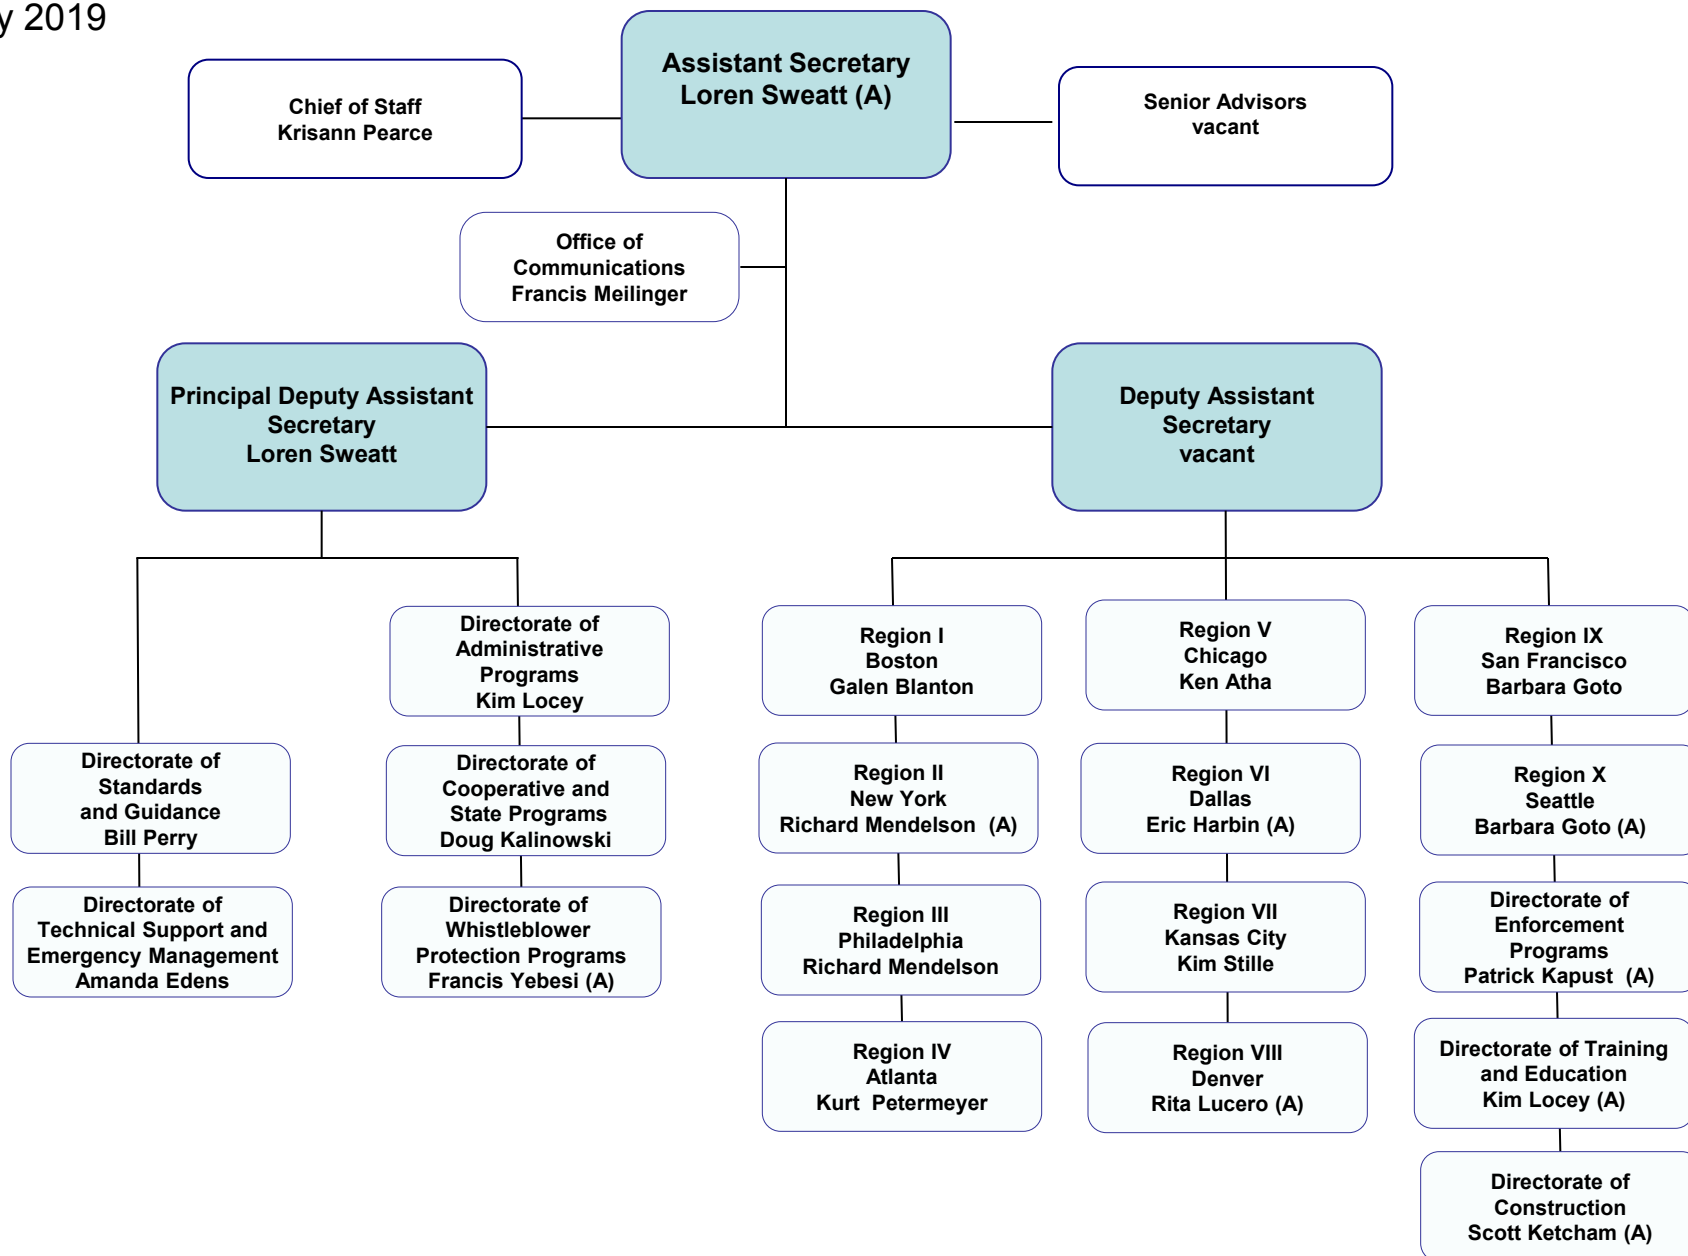 y 2019
Assistant Secretary
Loren Sweatt (A)
Chief of Staff
Krisann Pearce
Senior Advisors
vacant
Office of
Communications
Francis Meilinger
Principal Deputy Assistant
Secretary
Loren Sweatt
Deputy Assistant
Secretary
vacant
Directorate of
Standards
and Guidance
Bill Perry
Directorate of
Technical Support and
Emergency Management
Amanda Edens
Directorate of
Administrative
Programs
Kim Locey
Directorate of
Cooperative and
State Programs
Doug Kalinowski
Directorate of
Whistleblower
Protection Programs
Francis Yebesi (A)
Region I
Boston
Galen Blanton
Region II
New York
Richard Mendelson (A)
Region III
Philadelphia
Richard Mendelson
Region IV
Atlanta
Kurt Petermeyer
Region V
Chicago
Ken Atha
Region VI
Dallas
Eric Harbin (A)
Region VII
Kansas City
Kim Stille
Region VIII
Denver
Rita Lucero (A)
Region IX
San Francisco
Barbara Goto
Region X
Seattle
Barbara Goto (A)
Directorate of
Enforcement
Programs
Patrick Kapust (A)
Directorate of Training
and Education
Kim Locey (A)
Directorate of
Construction
Scott Ketcham (A)